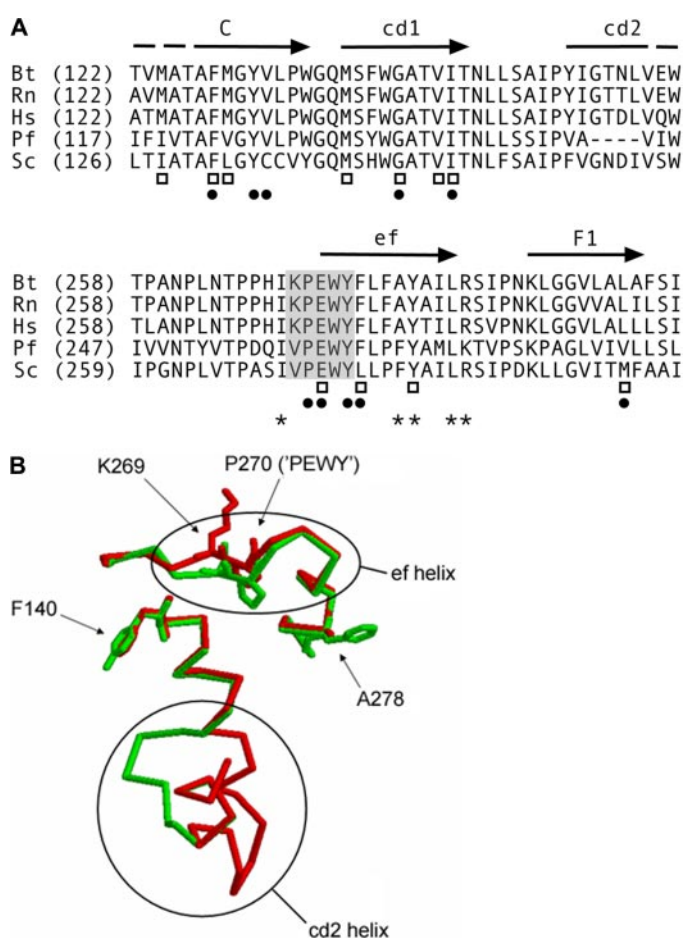 A
C cd1 cd2
Bt (122) TVMATAFMGYVLPWGQMSFWGATVITNLLSAIPYIGTNLVEW
Rn (122) AVMATAFMGYVLPWGQMSFWGATVITNLLSAIPYIGTTLVEW
Hs (122) ATMATAFMGYVLPWGQMSFWGATVITNLLSAIPYIGTDLVQW
Pf (117) IFIVTAFVGYVLPWGQMSYWGATVITNLLSSIPVA----VIW
Sc (126) LTIATAFLGYCCVYGQMSHWGATVITNLFSAIPFVGNDIVSW
ef F1
Bt (258) TPANPLNTPPHIKPEWYFLFAYAILRSIPNKLGGVLALAFSI
Rn (258) TPANPLNTPPHIKPEWYFLFAYAILRSIPNKLGGVVALILSI
Hs (258) TLANPLNTPPHIKPEWYFLFAYTILRSVPNKLGGVLALLLSI
Pf (247) IVVNTYVTPDQIVPEWYFLPFYAMLKTVPSKPAGLVIVLLSL
Sc (259) IPGNPLVTPASIVPEWYLLPFYAILRSIPDKLLGVITMFAAI
* ** **
B
K269 P270 ('PEWY')
ef helix
F140
A278
cd2 helix